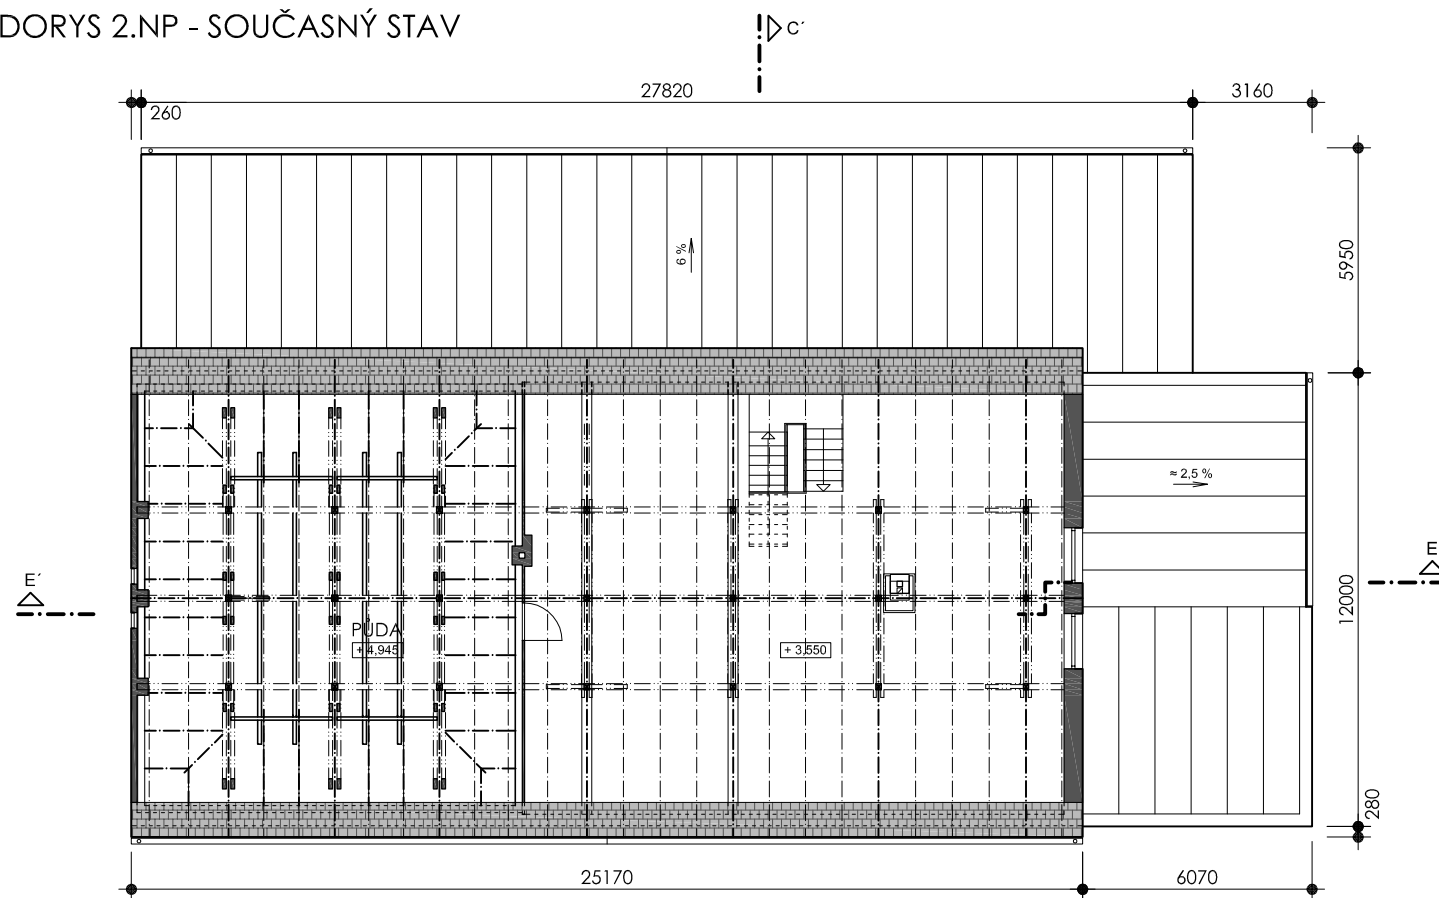 DORYS 2.NP - SOUČASNÝ STAV
C´
27820
3160
260
5950
6 %
≈ 2,5 %
E´
E
PŮDA
+ 4,945
+ 3,550
12000
280
25170
6070